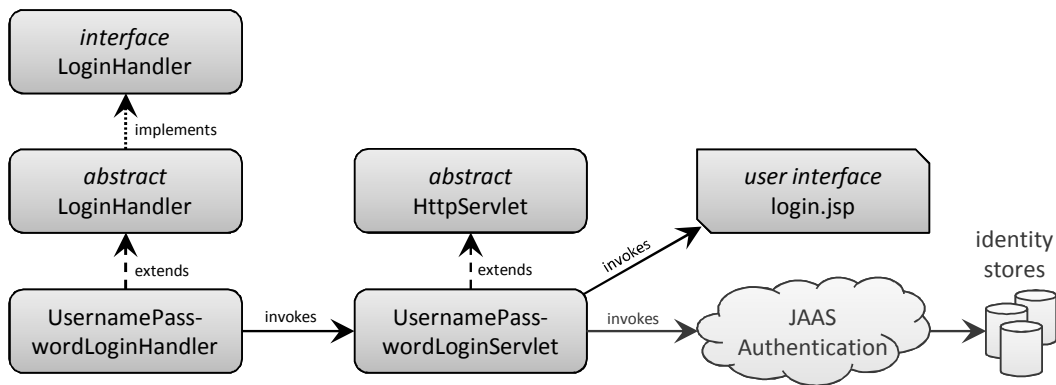 interface
LoginHandler
implements
abstract
LoginHandler
abstract
HttpServlet
user interface
login.jsp
extends
extends
invokes
identity
stores
UsernamePass-
wordLoginHandler
invokes
UsernamePass-
wordLoginServlet
invokes
JAAS
Authentication